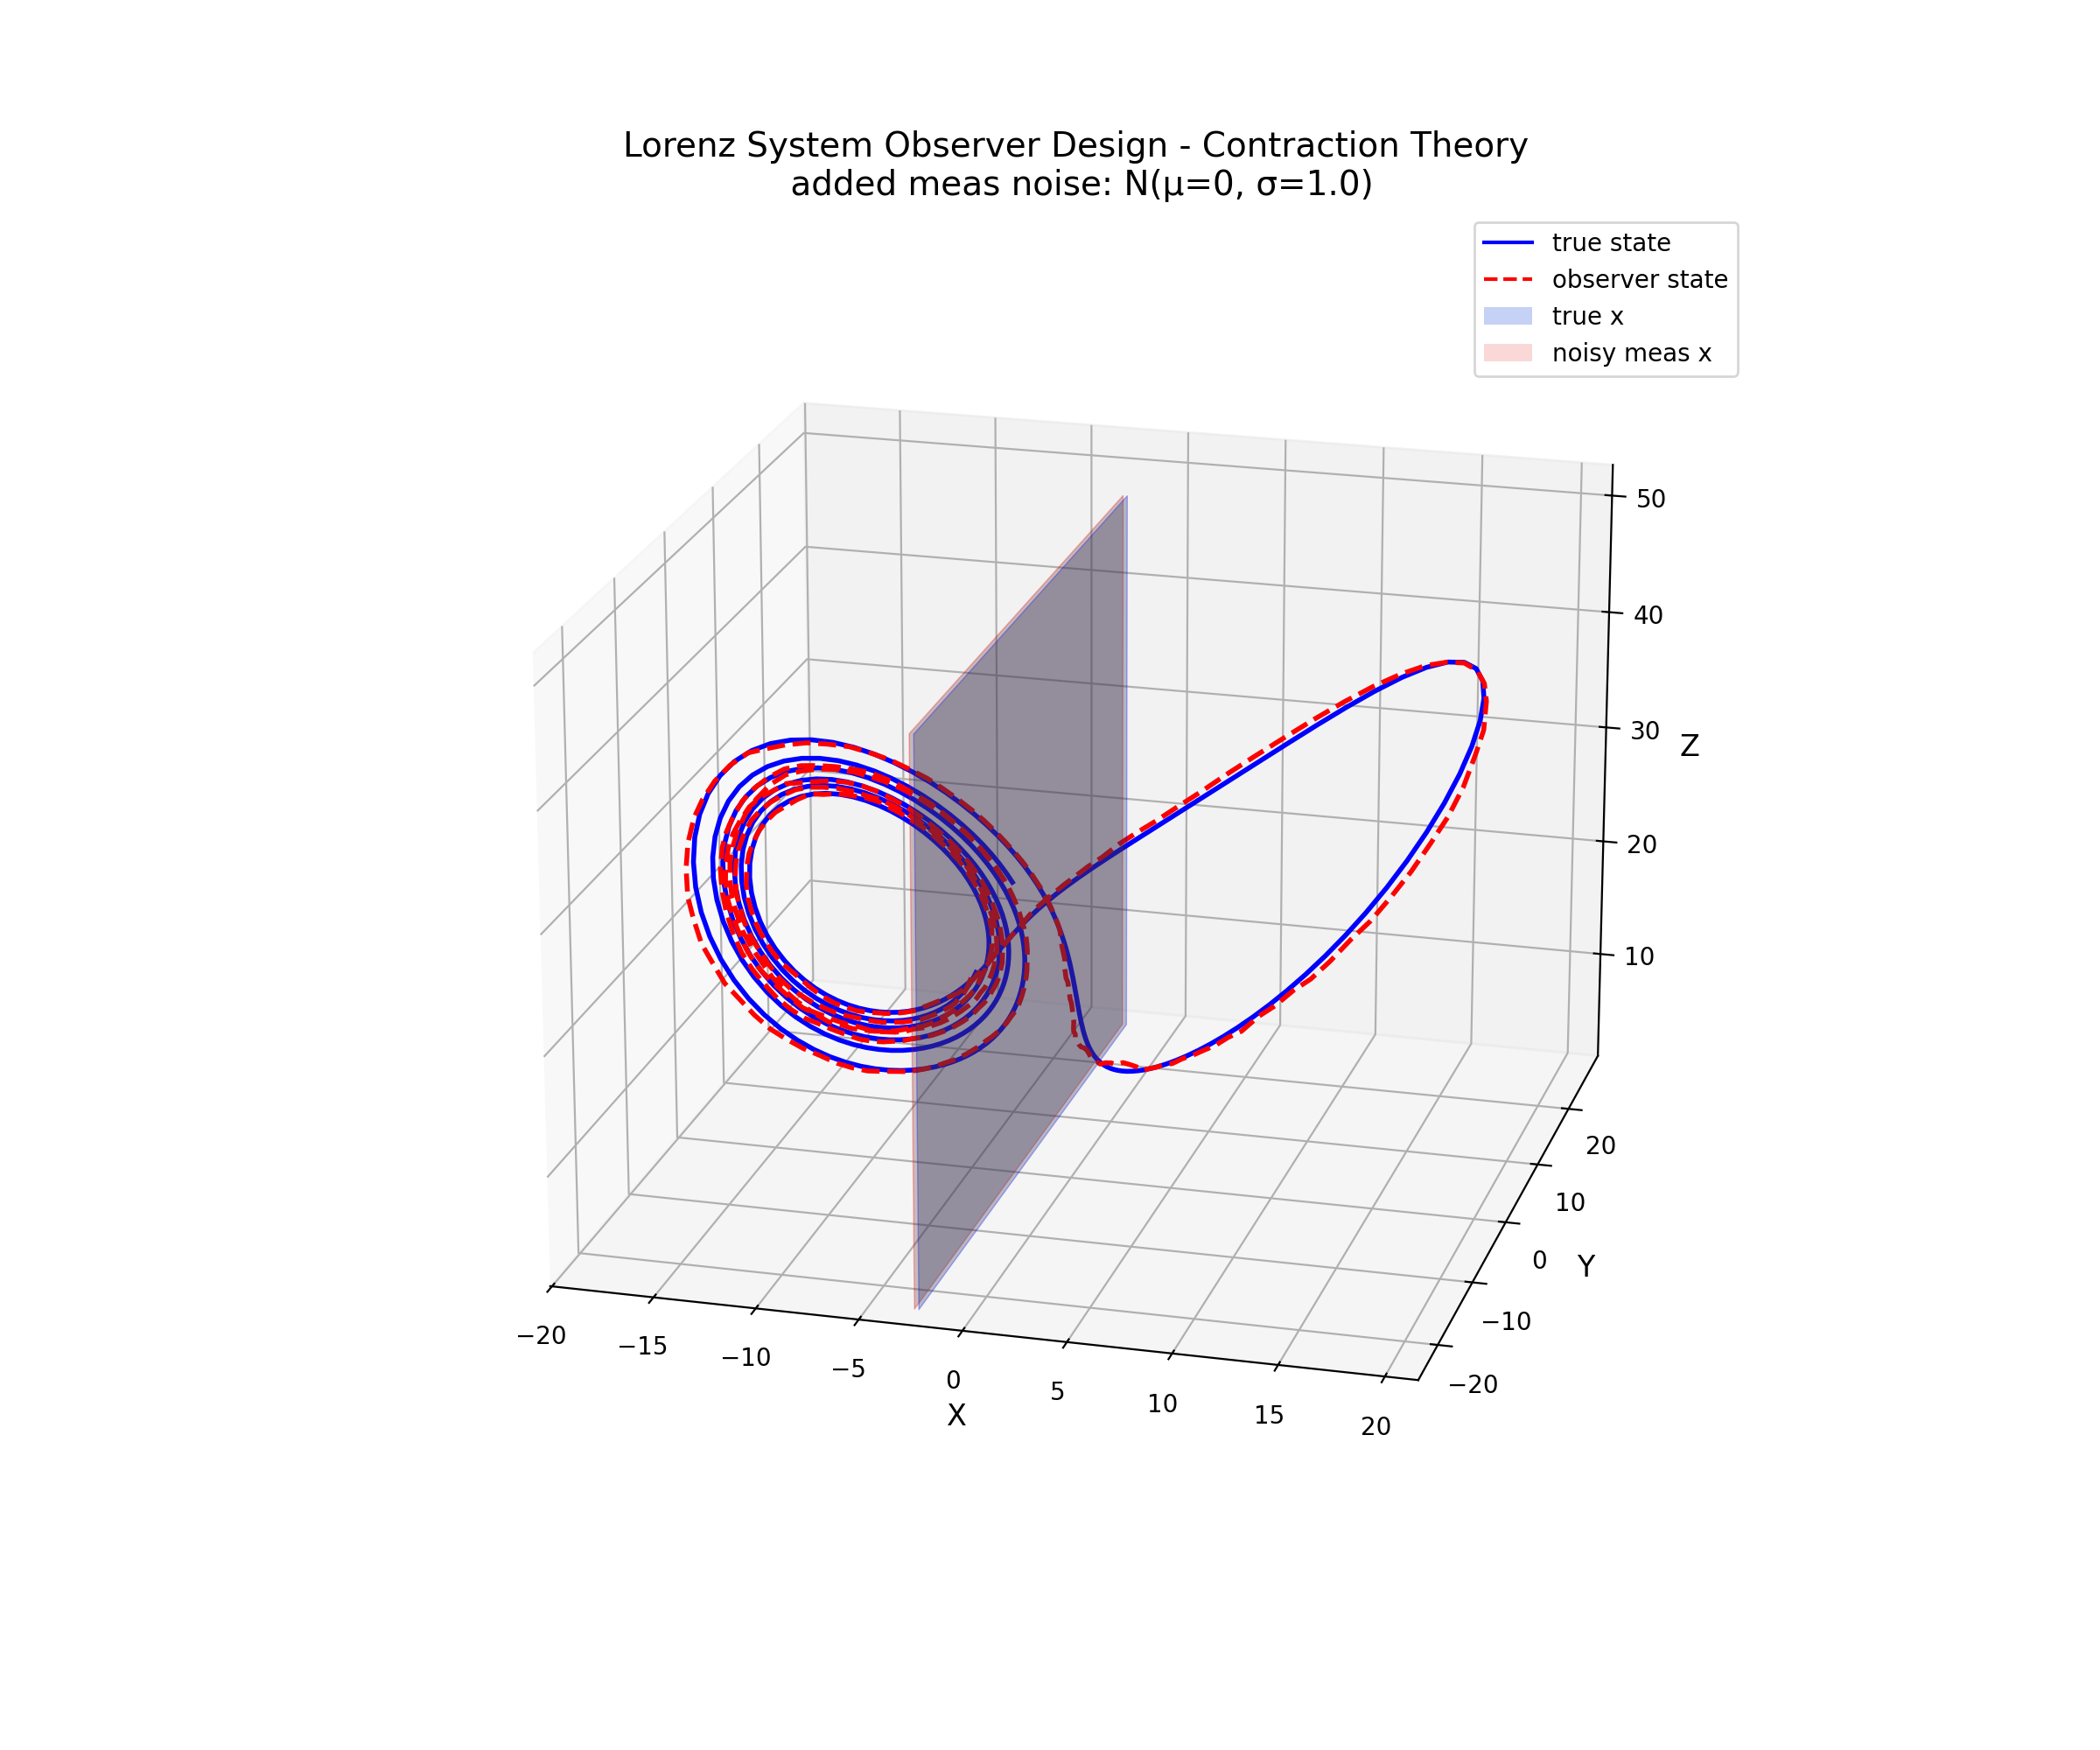 Lorenz System Observer Design - Contraction Theory
added meas noise: N(μ=0, σ=1.0)
true state
observer state
true x
noisy meas x
50
40
30
Z
20
10
20
10
0
Y
−10
−20
−20
−15
−10
−5
0
5
10
15
20
X